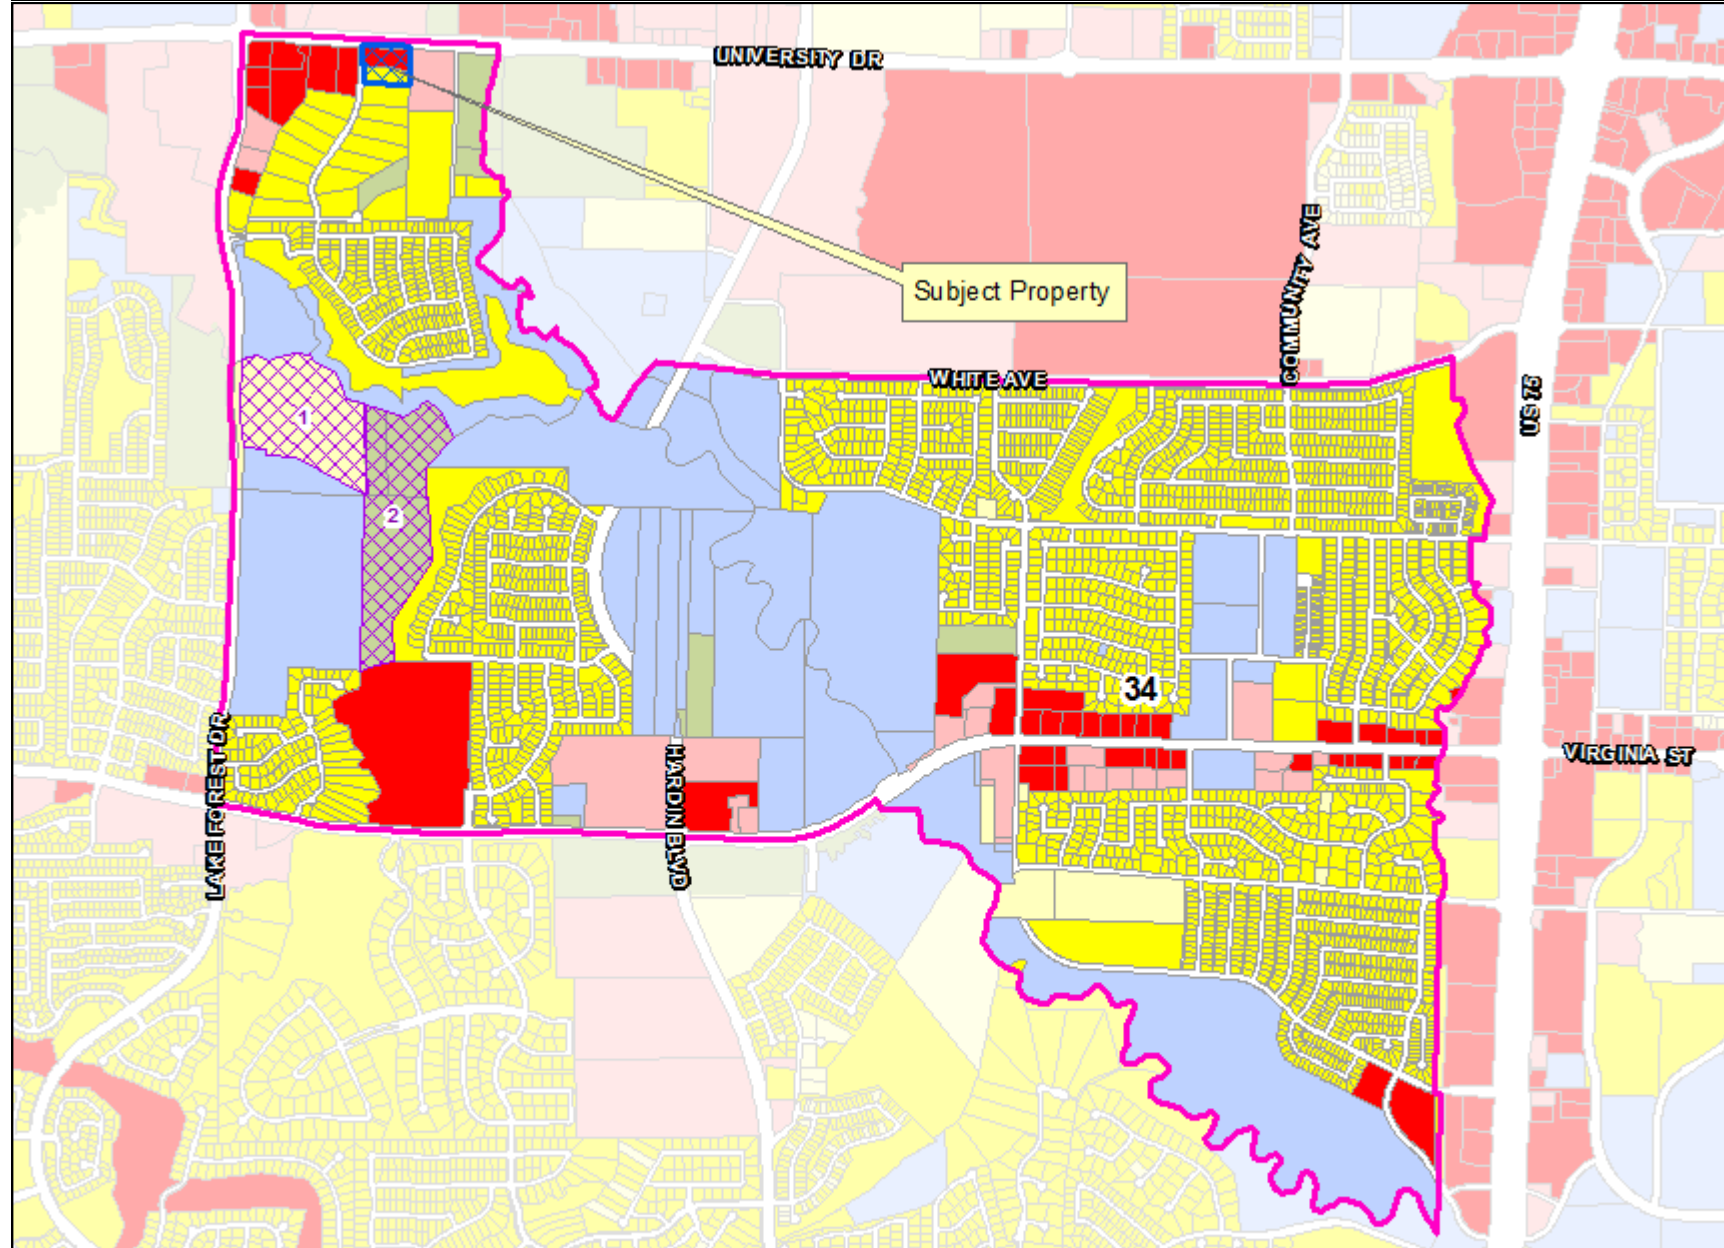 UNIVERSITY DR
Subject Property
COMMUNITY AVE
WHITE AVE
US 75
1
2
34
LAKE FOREST DR
HARDIN BLVD
VIRGINIA ST